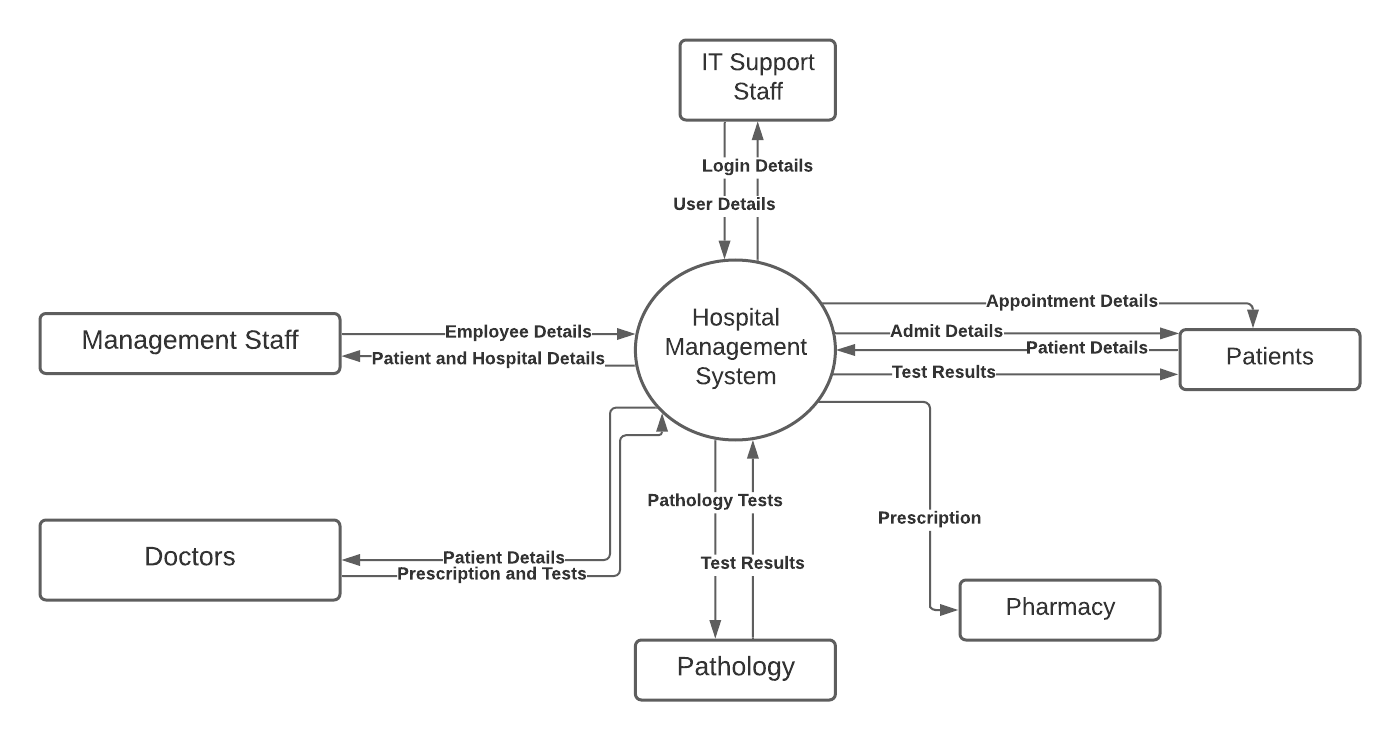 IT Support
Staff
Login Details
User Details
Hospital
Management
System
Appointment Details
Admit Details
Patient Details
Test Results
Patients
Management Staff
Employee Details
Patient and Hospital Details
Doctors
Patient Details
Prescription and Tests
Pathology Tests
Test Results
Pathology
Prescription
Pharmacy